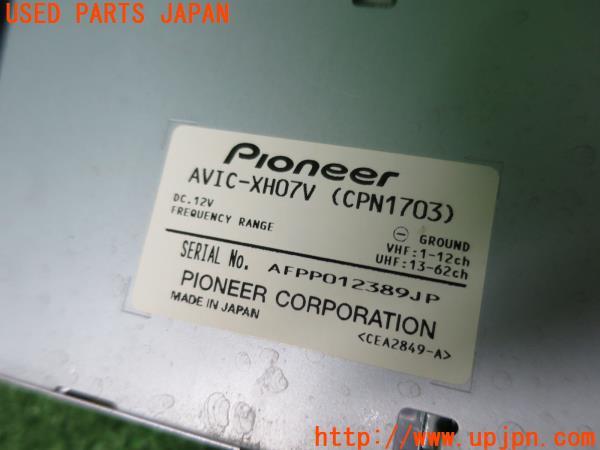 USED PARTS JAPAN
Pioneer
AVIC-XH07V (CPN1703)
DC.12V
FREQUENCY RANGE
⊖ GROUND
VHF:1-12ch
UHF:13-62ch
SERIAL No. AFPP012389JP
PIONEER CORPORATION
MADE IN JAPAN
<CEA2849-A>
http://www.upjpn.com